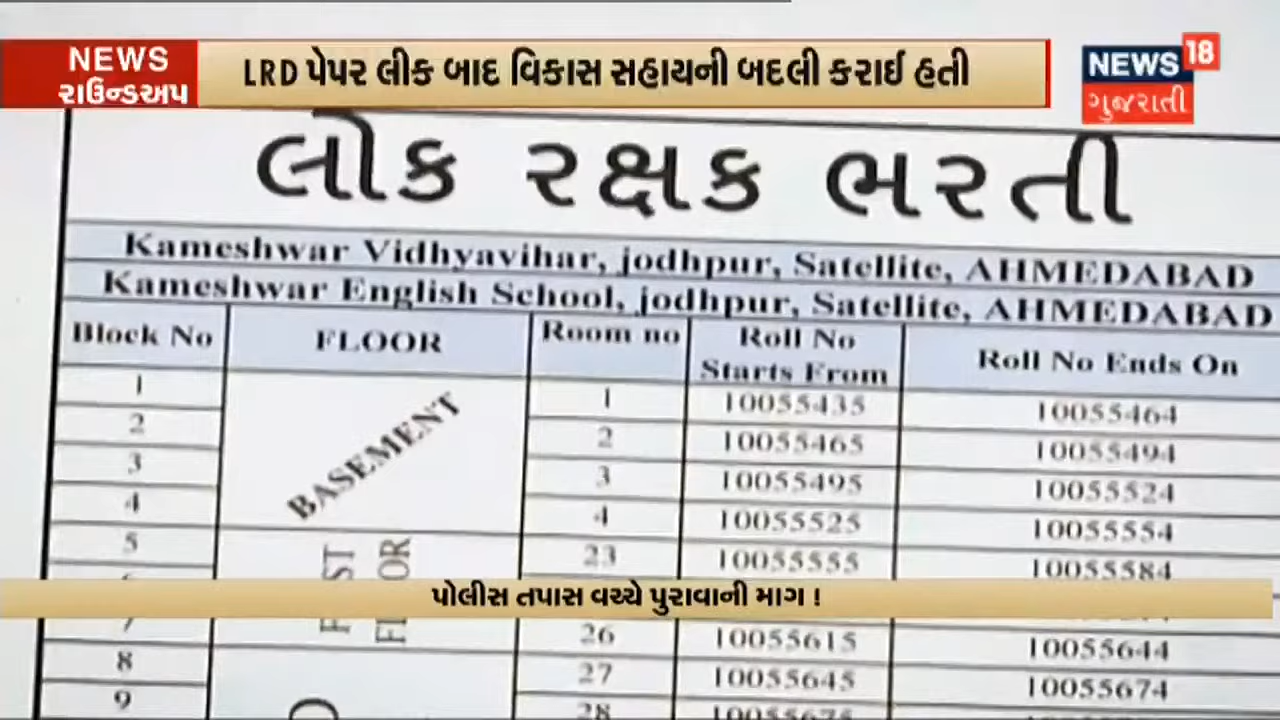 NEWS
રાઉન્ડઅપ
LRD પેપર લીક બાદ વિકાસ સહાયની બદલી કરાઈ હતી
NEWS 18
ગુજરાતી
લોક રક્ષક ભરતી
Kameshwar Vidhyavihar, jodhpur, Satellite, AHMEDABAD
Kameshwar English School, jodhpur, Satellite, AHMEDABAD
Block No FLOOR Room no Roll No Starts From Roll No Ends On
1 BASEMENT 1 10055435 10055464
2 2 10055465 10055494
3 3 10055495 10055524
4 4 10055525 10055554
5 23 10055555 10055584
પોલીસ તપાસ વચ્ચે પુરાવાની માગ !
7 26 10055615 10055644
8 27 10055645 10055674
9 28 10055675